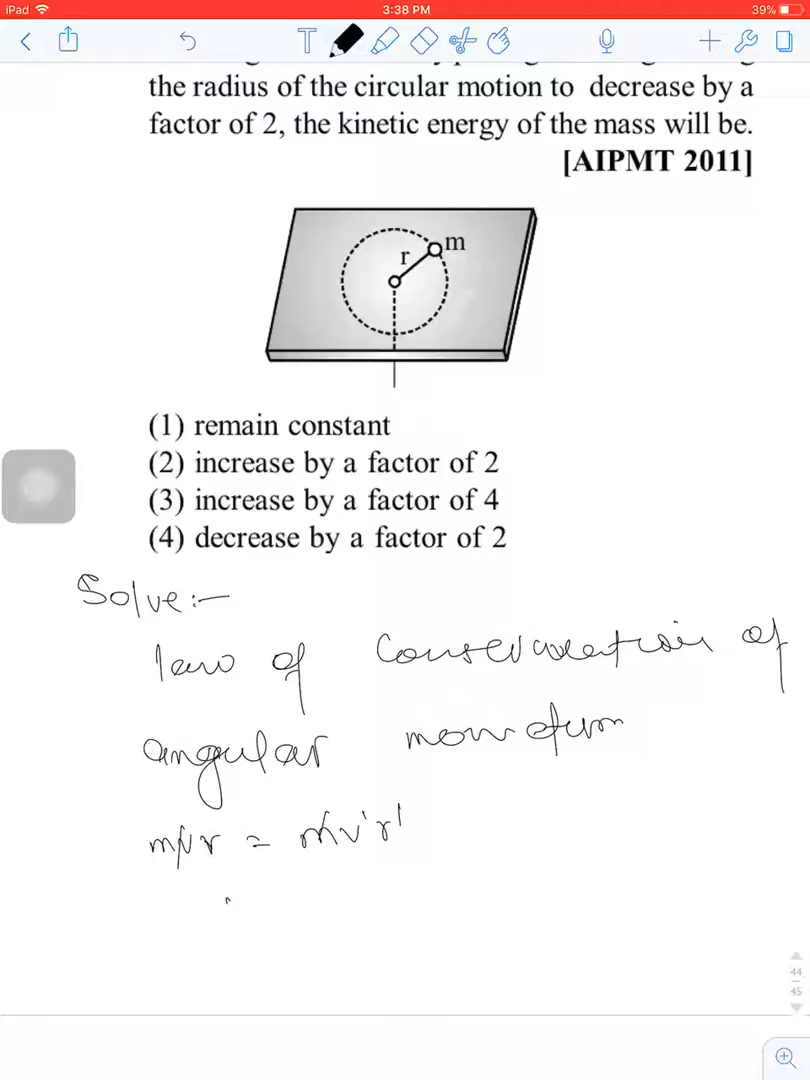 iPad 3:38 PM 39%
the radius of the circular motion to decrease by a
factor of 2, the kinetic energy of the mass will be.
[AIPMT 2011]
r m
(1) remain constant
(2) increase by a factor of 2
(3) increase by a factor of 4
(4) decrease by a factor of 2
Solve:-
law of conservation of
angular momentum
mvr = mv'r'
44
45